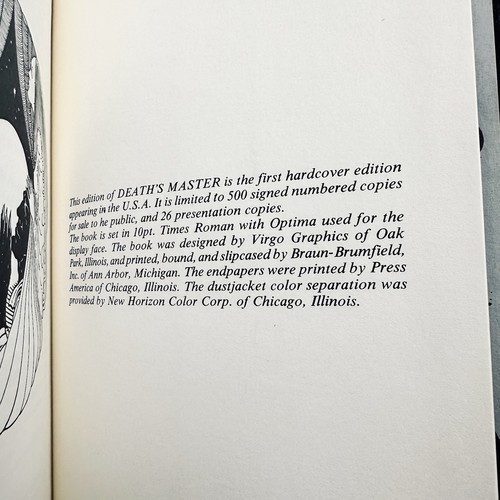 This edition of DEATH'S MASTER is the first hardcover edition
appearing in the U.S.A. It is limited to 500 signed numbered copies
for sale to he public, and 26 presentation copies.
The book is set in 10pt. Times Roman with Optima used for the
display face. The book was designed by Virgo Graphics of Oak
Park, Illinois, and printed, bound, and slipcased by Braun-Brumfield,
Inc. of Ann Arbor, Michigan. The endpapers were printed by Press
America of Chicago, Illinois. The dustjacket color separation was
provided by New Horizon Color Corp. of Chicago, Illinois.